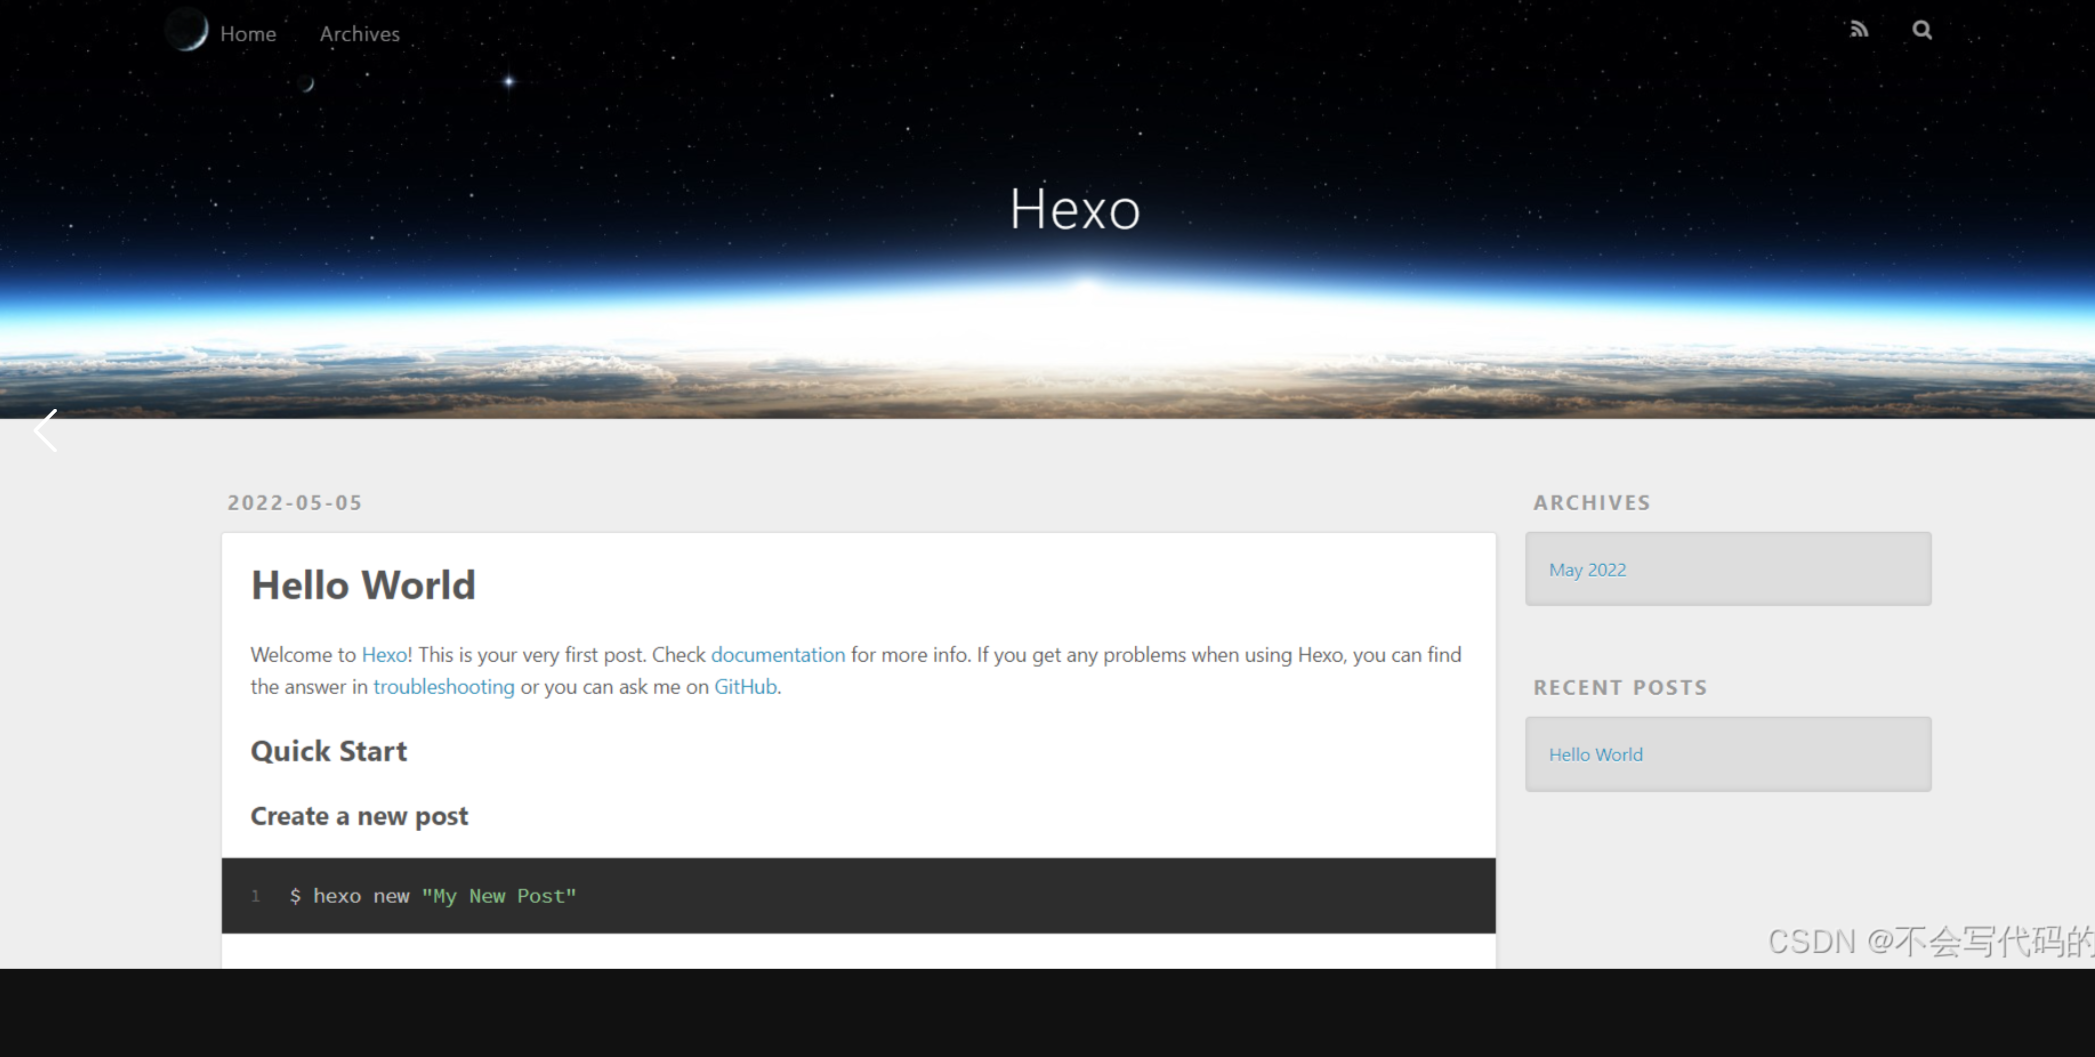 Home Archives
Hexo
2022-05-05
Hello World
Welcome to Hexo! This is your very first post. Check documentation for more info. If you get any problems when using Hexo, you can find
the answer in troubleshooting or you can ask me on GitHub.
Quick Start
Create a new post
1 $ hexo new "My New Post"
ARCHIVES
May 2022
RECENT POSTS
Hello World
CSDN @不会写代码的